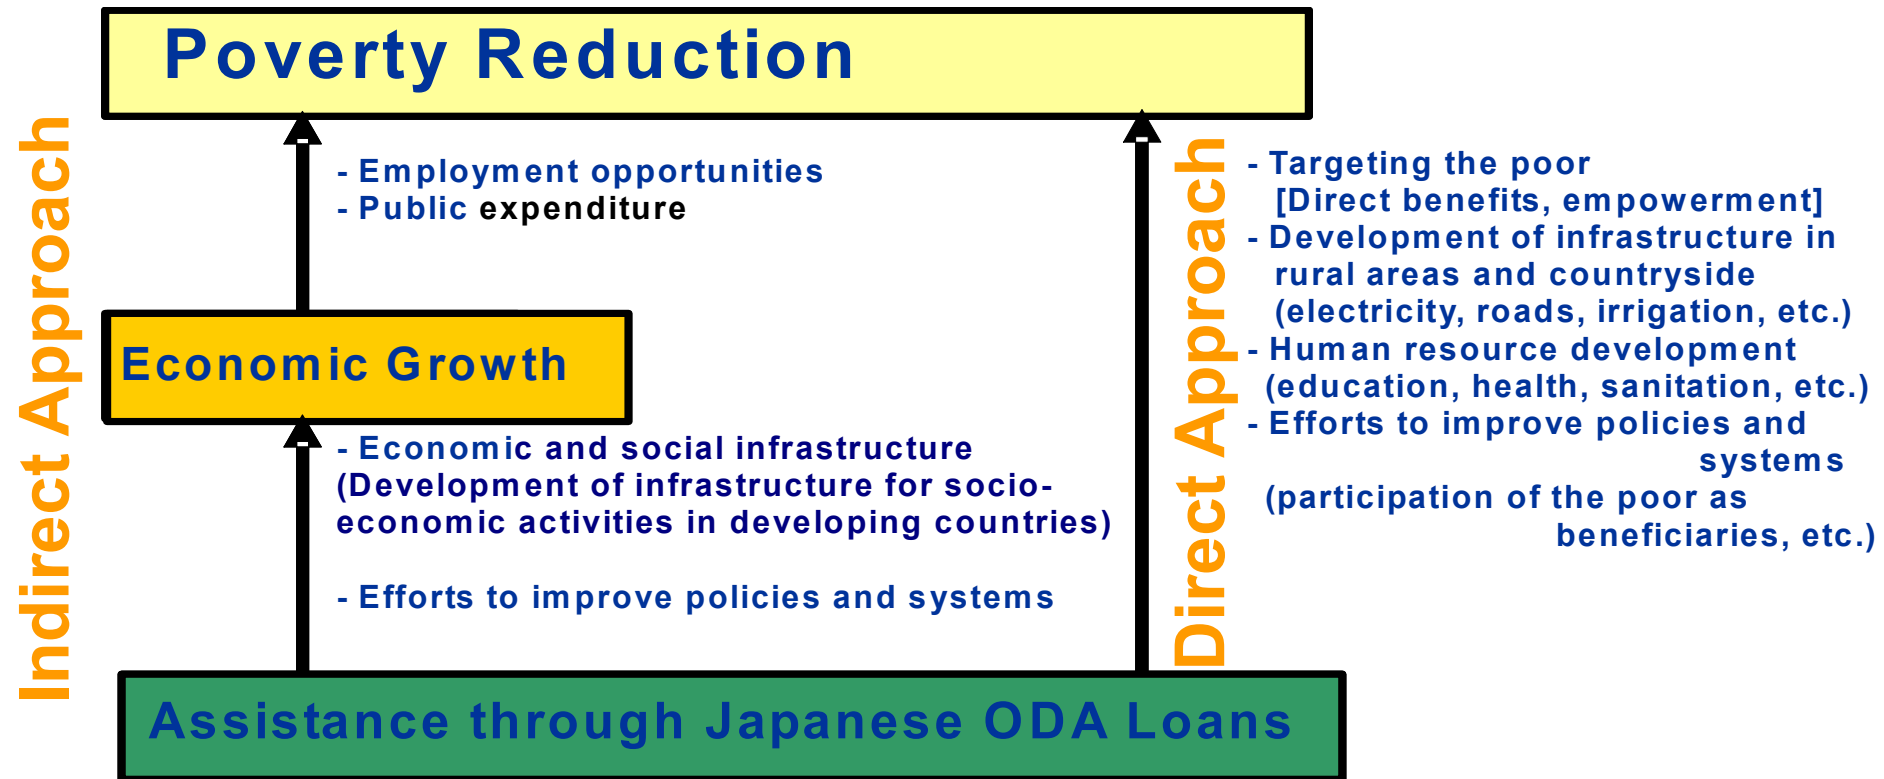 Poverty Reduction
Indirect Approach
- Employment opportunities
- Public expenditure
Economic Growth
- Economic and social infrastructure
(Development of infrastructure for socio-
economic activities in developing countries)
- Efforts to improve policies and systems
Direct Approach
- Targeting the poor
[Direct benefits, empowerment]
- Development of infrastructure in
rural areas and countryside
(electricity, roads, irrigation, etc.)
- Human resource development
(education, health, sanitation, etc.)
- Efforts to improve policies and
systems
(participation of the poor as
beneficiaries, etc.)
Assistance through Japanese ODA Loans